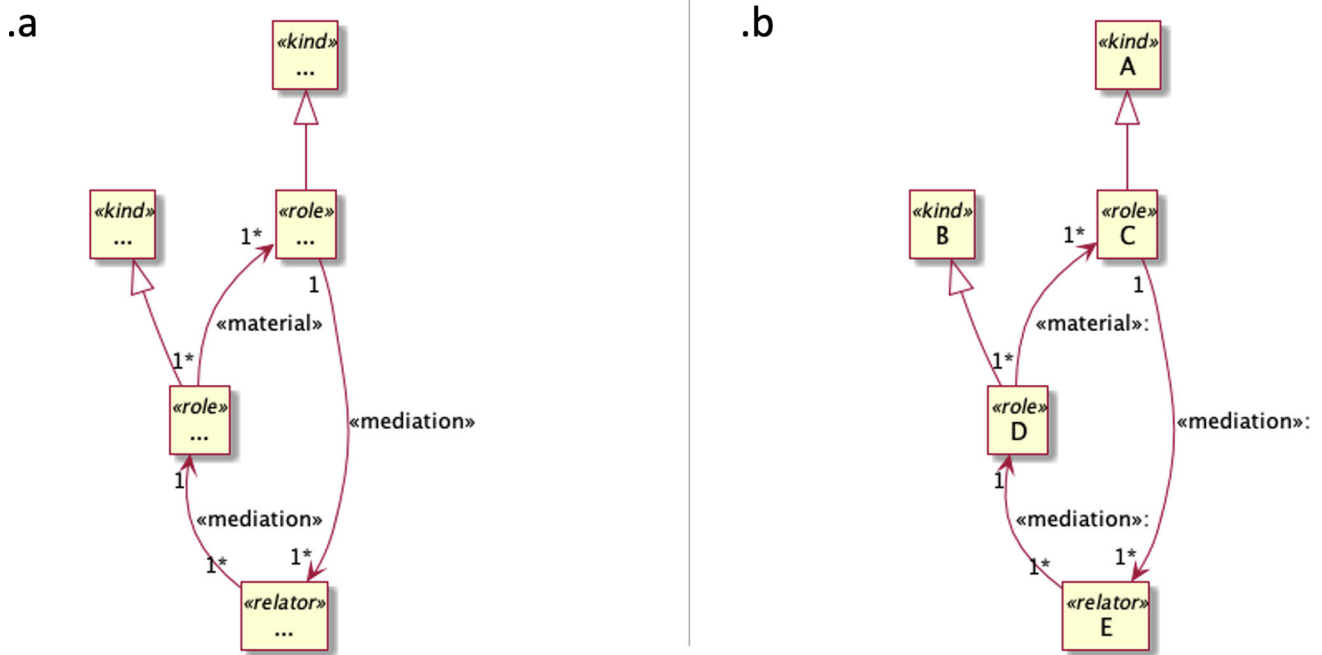 .a
«kind»
...
«kind»
...
«role»
...
1*
1
«material»
1*
«role»
...
«mediation»
1
«mediation»
1*
1*
«relator»
...
.b
«kind»
A
«kind»
B
«role»
C
1*
1
«material»:
1*
«role»
D
«mediation»:
1
«mediation»:
1*
1*
«relator»
E